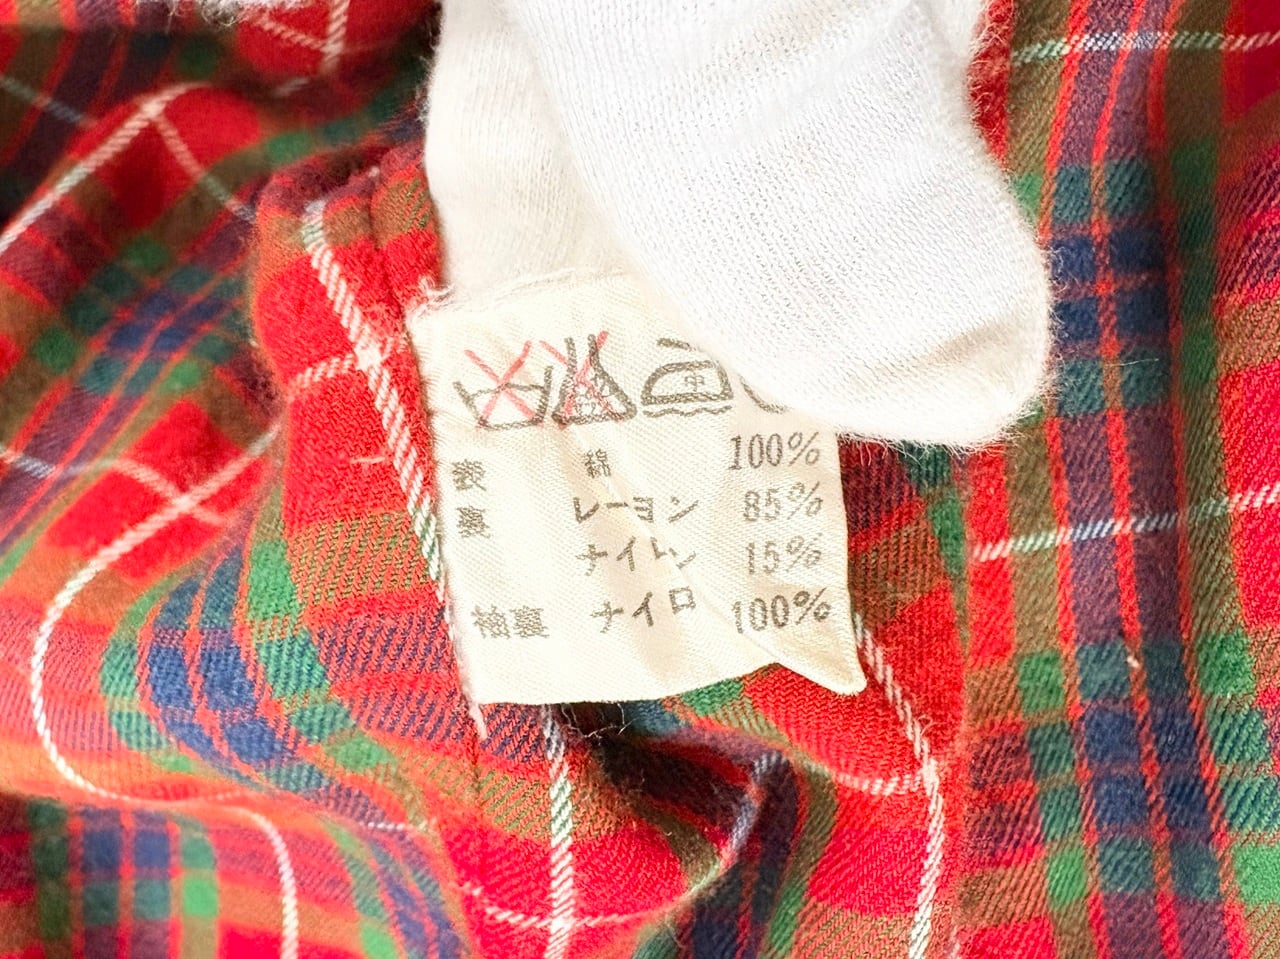 表 綿 100%
裏 レーヨン 85%
ナイロン 15%
袖裏 ナイロ 100%